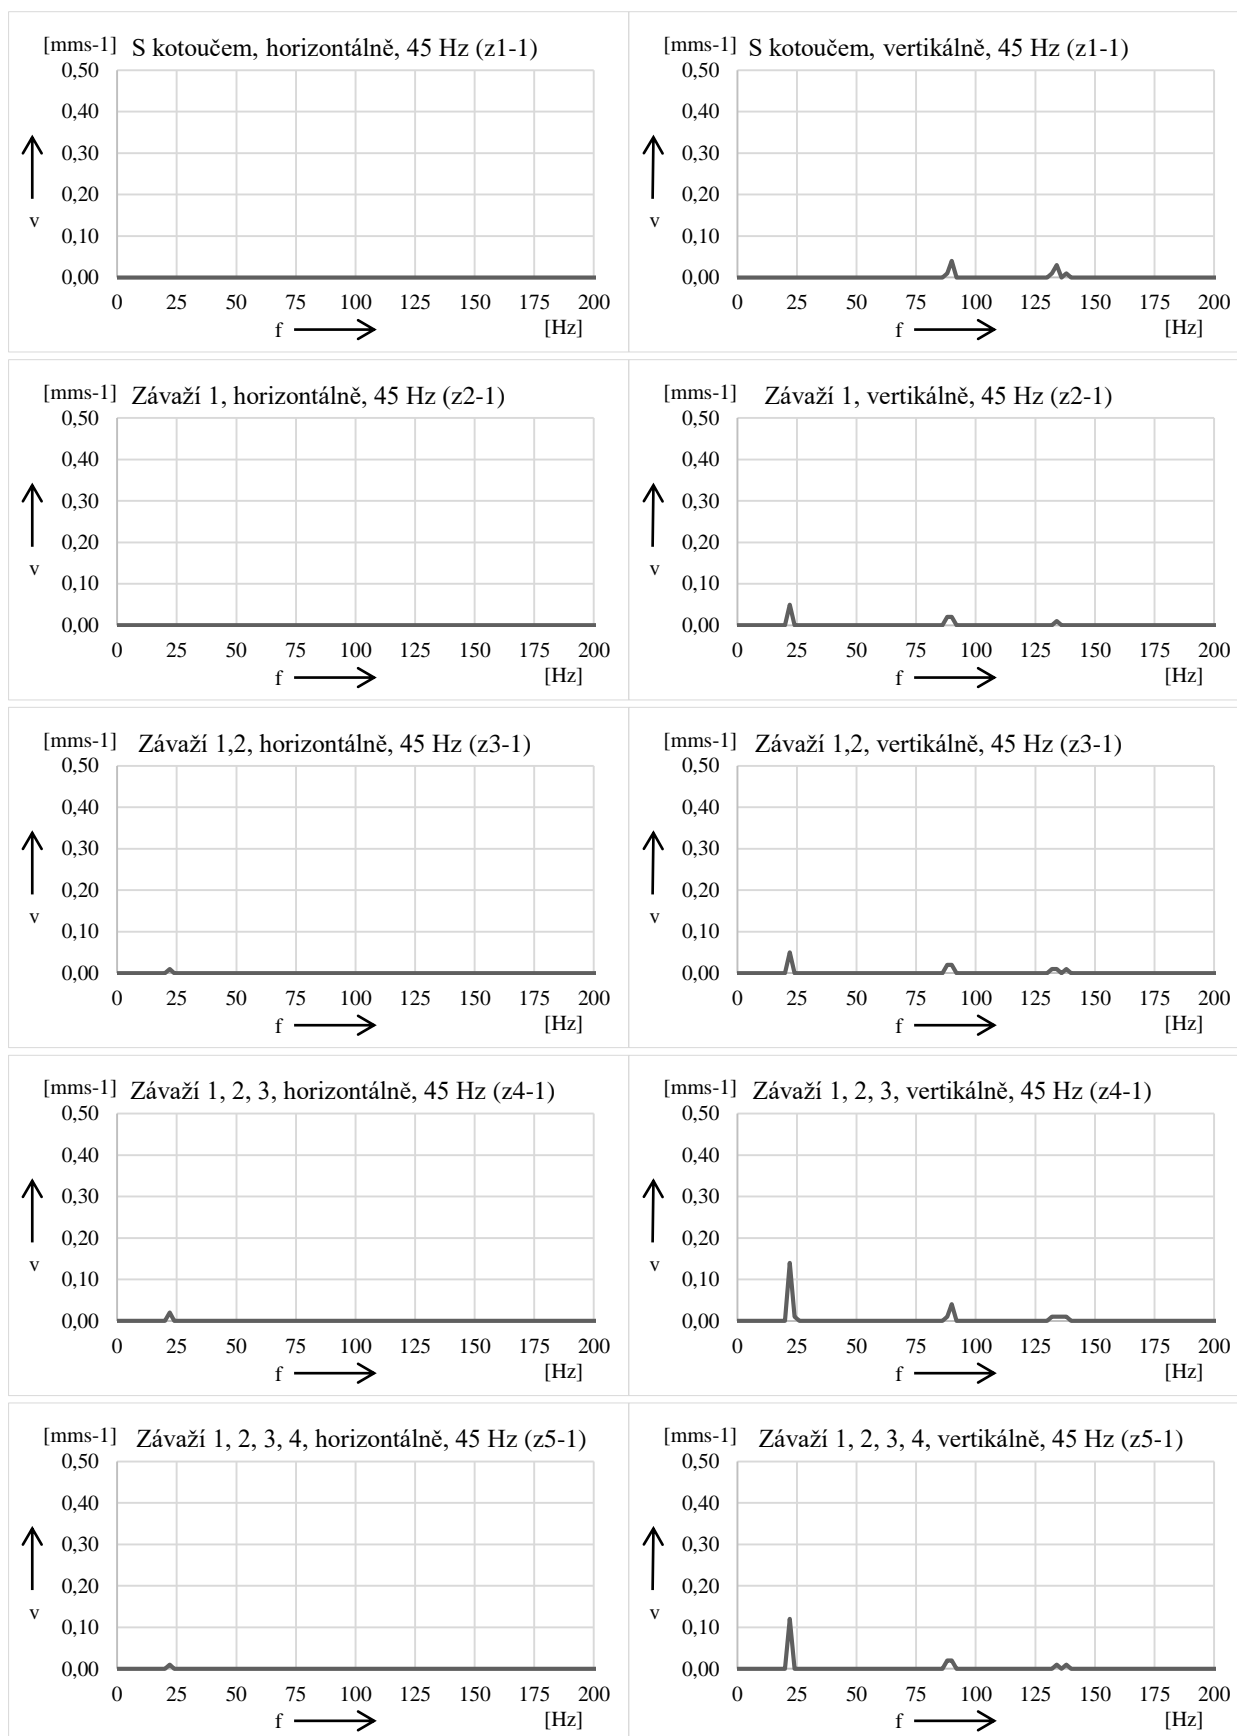 [mms-1] S kotoučem, horizontálně, 45 Hz (z1-1)
0,50
0,40
0,30
0,20
0,10
0,00
v
0 25 50 75 100 125 150 175 200
f [Hz]
[mms-1] S kotoučem, vertikálně, 45 Hz (z1-1)
0,50
0,40
0,30
0,20
0,10
0,00
v
0 25 50 75 100 125 150 175 200
f [Hz]
[mms-1] Závaží 1, horizontálně, 45 Hz (z2-1)
0,50
0,40
0,30
0,20
0,10
0,00
v
0 25 50 75 100 125 150 175 200
f [Hz]
[mms-1] Závaží 1, vertikálně, 45 Hz (z2-1)
0,50
0,40
0,30
0,20
0,10
0,00
v
0 25 50 75 100 125 150 175 200
f [Hz]
[mms-1] Závaží 1,2, horizontálně, 45 Hz (z3-1)
0,50
0,40
0,30
0,20
0,10
0,00
v
0 25 50 75 100 125 150 175 200
f [Hz]
[mms-1] Závaží 1,2, vertikálně, 45 Hz (z3-1)
0,50
0,40
0,30
0,20
0,10
0,00
v
0 25 50 75 100 125 150 175 200
f [Hz]
[mms-1] Závaží 1, 2, 3, horizontálně, 45 Hz (z4-1)
0,50
0,40
0,30
0,20
0,10
0,00
v
0 25 50 75 100 125 150 175 200
f [Hz]
[mms-1] Závaží 1, 2, 3, vertikálně, 45 Hz (z4-1)
0,50
0,40
0,30
0,20
0,10
0,00
v
0 25 50 75 100 125 150 175 200
f [Hz]
[mms-1] Závaží 1, 2, 3, 4, horizontálně, 45 Hz (z5-1)
0,50
0,40
0,30
0,20
0,10
0,00
v
0 25 50 75 100 125 150 175 200
f [Hz]
[mms-1] Závaží 1, 2, 3, 4, vertikálně, 45 Hz (z5-1)
0,50
0,40
0,30
0,20
0,10
0,00
v
0 25 50 75 100 125 150 175 200
f [Hz]